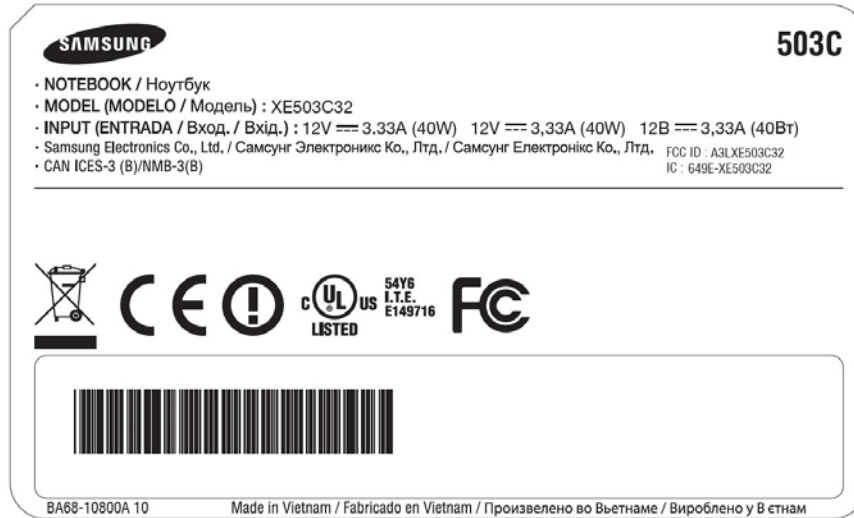 SAMSUNG
503C
· NOTEBOOK / Ноутбук
· MODEL (MODELO / Модель) : XE503C32
· INPUT (ENTRADA / Вход. / Вхід.) : 12V ⎓ 3.33A (40W) 12V ⎓ 3,33A (40W) 12В ⎓ 3,33А (40Вт)
· Samsung Electronics Co., Ltd. / Самсунг Электроникс Ко., Лтд. / Самсунг Електронікс Ко., Лтд.
FCC ID : A3LXE503C32
· CAN ICES-3 (B)/NMB-3(B)
IC : 649E-XE503C32
CE
C UL US
LISTED
54Y6
I.T.E.
E149716
FC
BA68-10800A 10
Made in Vietnam / Fabricado en Vietnam / Произвелено во Вьетнаме / Вироблено у В єтнам